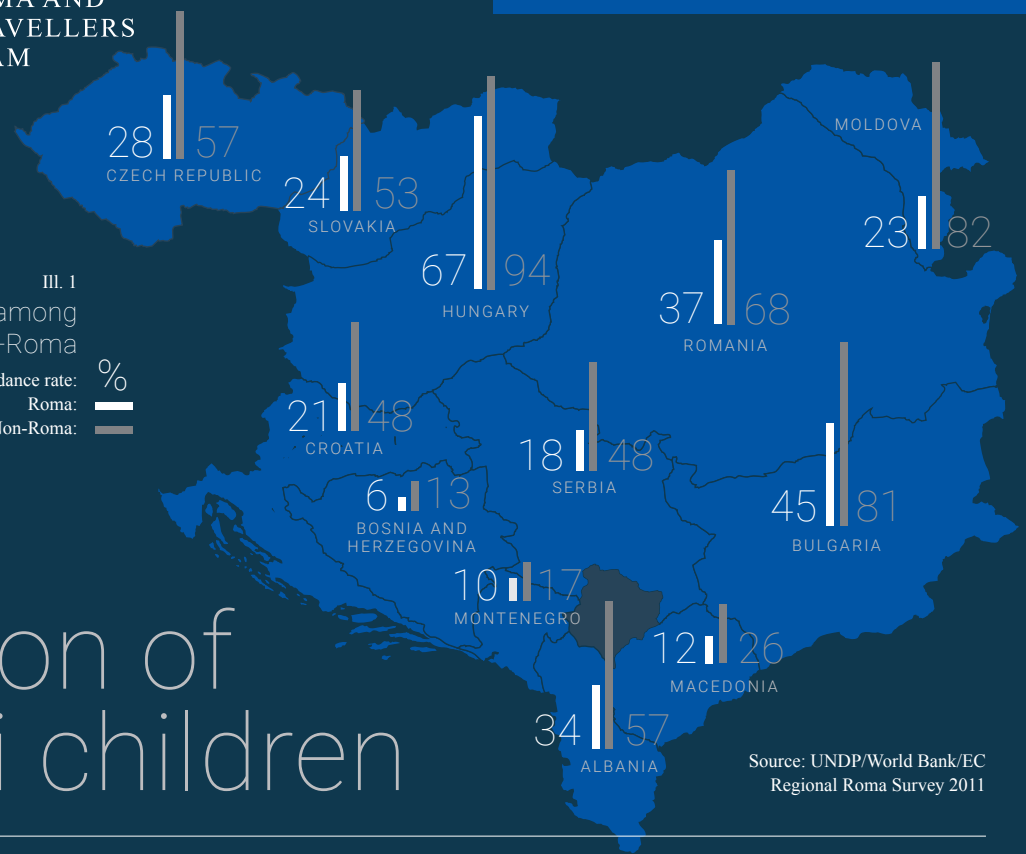 MA AND
AVELLERS
AM
MOLDOVA
28 57
CZECH REPUBLIC
24 53
SLOVAKIA
23 82
67 94
HUNGARY
37 68
ROMANIA
Ill. 1
among
-Roma
dance rate: %
Roma:
Non-Roma:
21 48
CROATIA
18 48
SERBIA
6 13
BOSNIA AND
HERZEGOVINA
45 81
BULGARIA
10 17
MONTENEGRO
12 26
MACEDONIA
34 57
ALBANIA
on of
i children
Source: UNDP/World Bank/EC
Regional Roma Survey 2011